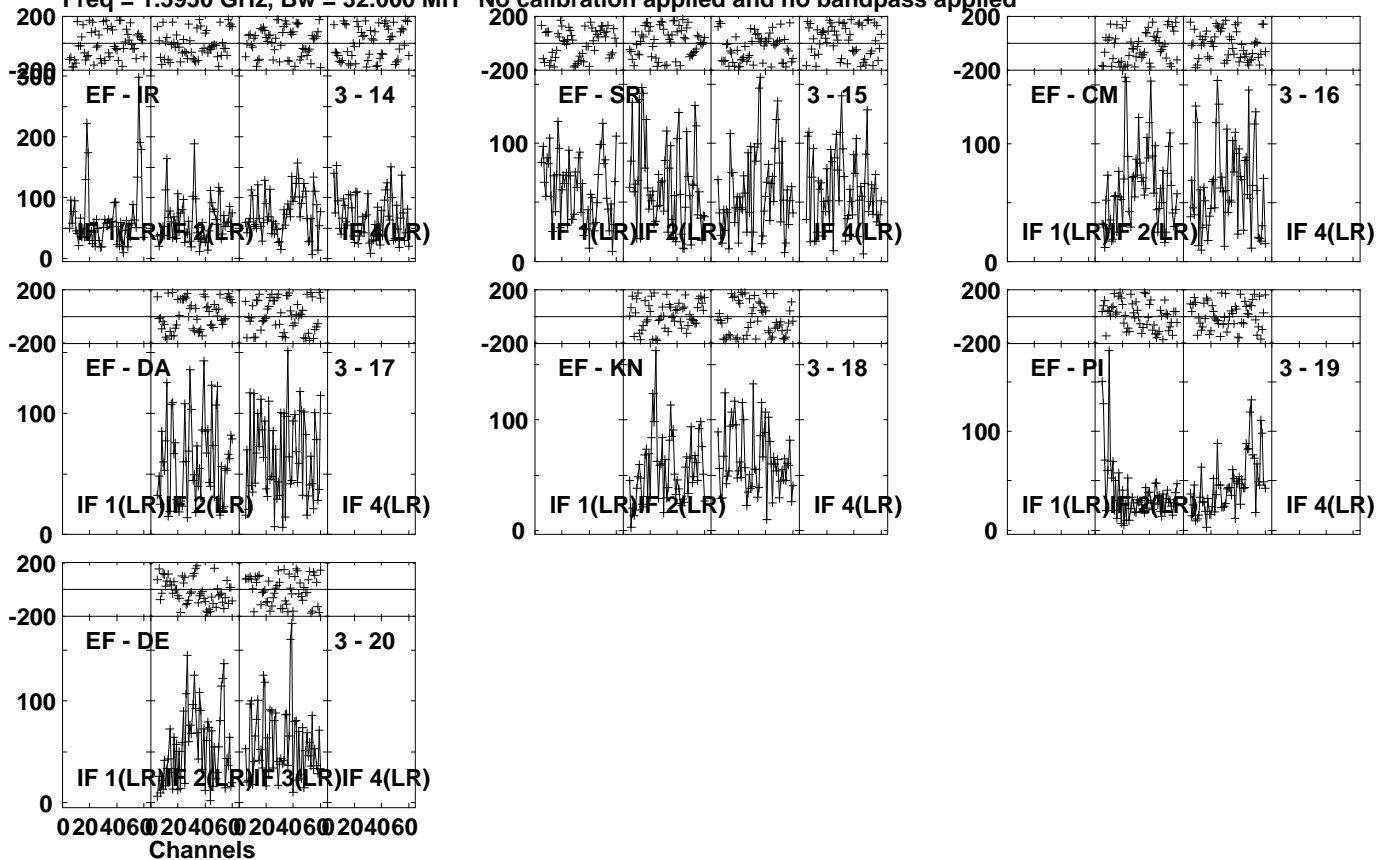 Freq = 1.5950 GHz, Bw = 32.000 MH No calibration applied and no bandpass applied
200
-200
300
200
100
0
EF - IR
3 - 14
IF 1(LR)
IF 2(LR)
IF 4(LR)
200
-200
100
0
EF - SR
3 - 15
IF 1(LR)
IF 2(LR)
IF 4(LR)
200
-200
100
0
EF - CM
3 - 16
IF 1(LR)
IF 2(LR)
IF 4(LR)
200
-200
100
0
EF - DA
3 - 17
IF 1(LR)
IF 2(LR)
IF 4(LR)
200
-200
100
0
EF - KN
3 - 18
IF 1(LR)
IF 2(LR)
IF 4(LR)
200
-200
100
0
EF - PI
3 - 19
IF 1(LR)
IF 2(LR)
IF 4(LR)
200
-200
100
0
EF - DE
3 - 20
IF 1(LR)
IF 2(LR)
IF 3(LR)
IF 4(LR)
0 20 40 60 0 20 40 60 0 20 40 60 0 20 40 60
Channels